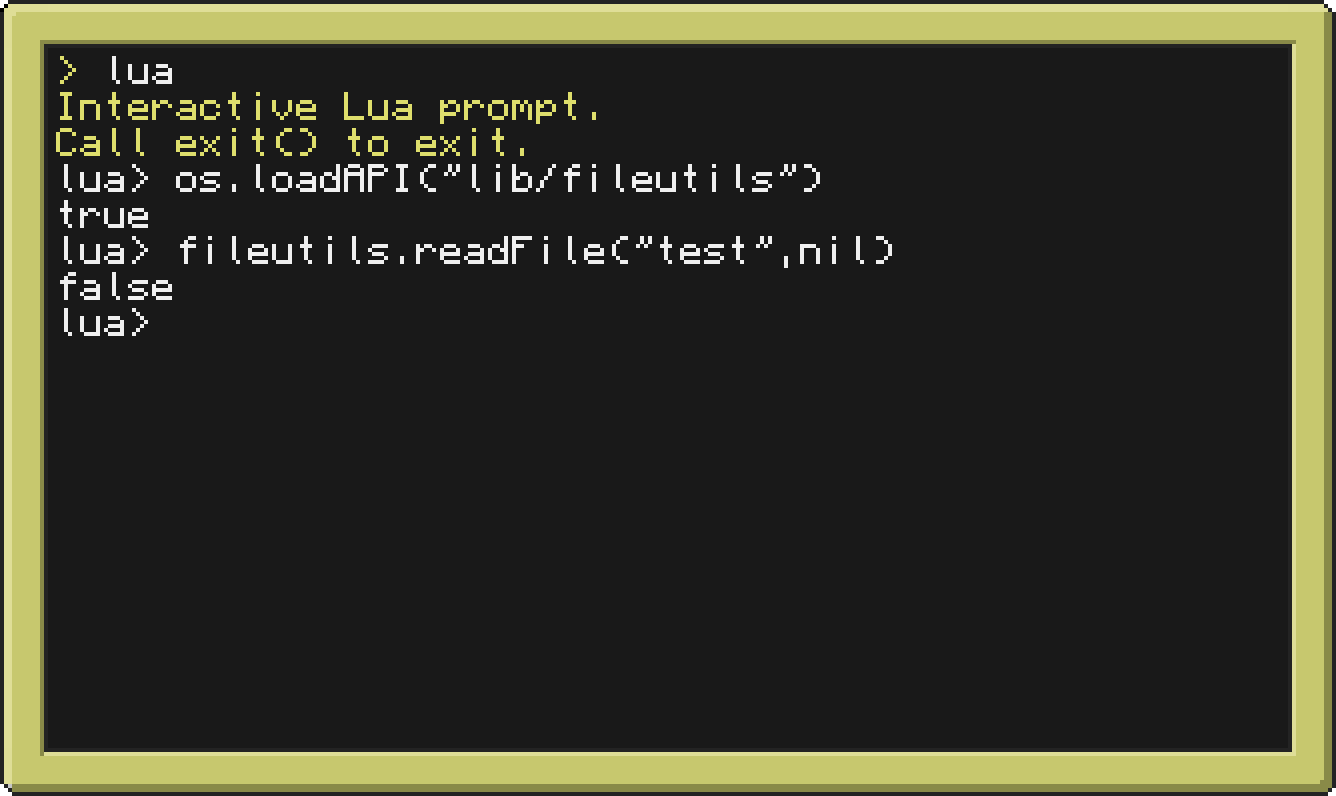 > lua
Interactive Lua prompt.
Call exit() to exit.
lua> os.loadAPI("lib/fileutils")
true
lua> fileutils.readFile("test",nil)
false
lua>